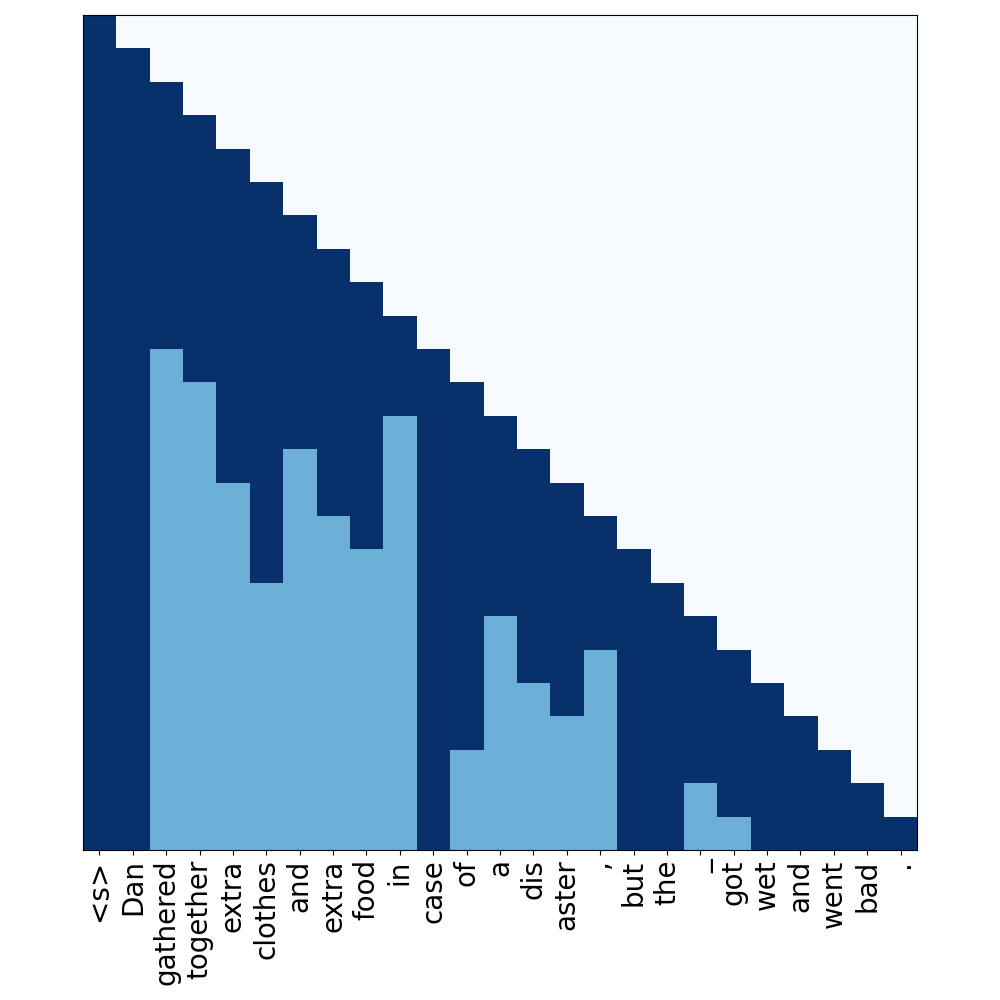 <s> Dan gathered together extra clothes and extra food in case of a dis aster , but the _ got wet and went bad .